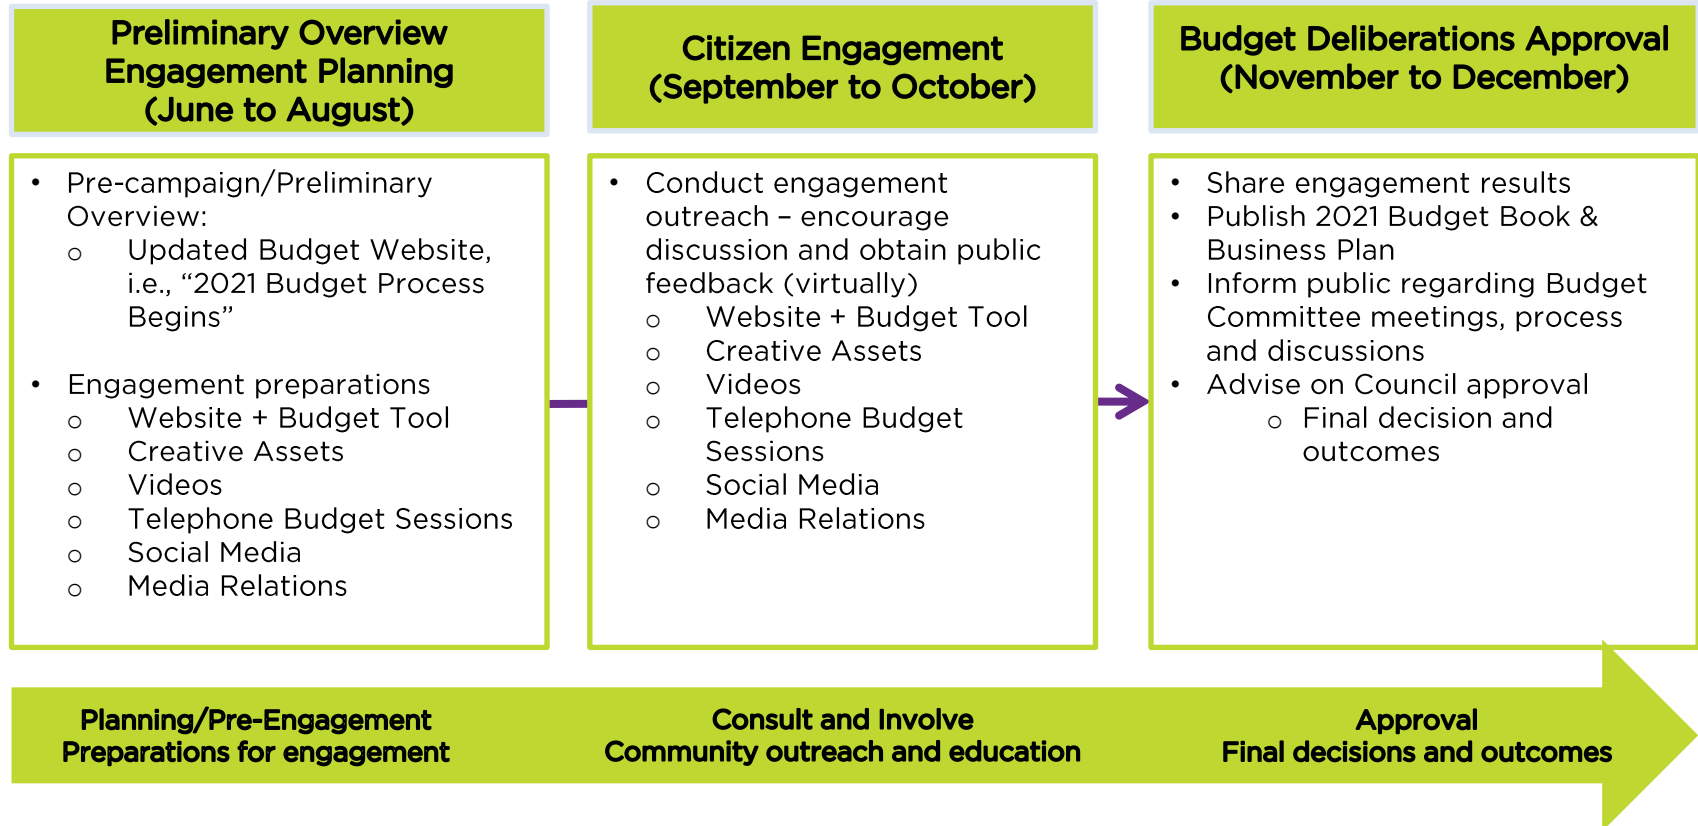 Preliminary Overview
Engagement Planning
(June to August)
• Pre-campaign/Preliminary
Overview:
o Updated Budget Website,
i.e., “2021 Budget Process
Begins”
• Engagement preparations
o Website + Budget Tool
o Creative Assets
o Videos
o Telephone Budget Sessions
o Social Media
o Media Relations
Citizen Engagement
(September to October)
• Conduct engagement
outreach – encourage
discussion and obtain public
feedback (virtually)
o Website + Budget Tool
o Creative Assets
o Videos
o Telephone Budget
Sessions
o Social Media
o Media Relations
Budget Deliberations Approval
(November to December)
• Share engagement results
• Publish 2021 Budget Book &
Business Plan
• Inform public regarding Budget
Committee meetings, process
and discussions
• Advise on Council approval
o Final decision and
outcomes
Planning/Pre-Engagement
Preparations for engagement
Consult and Involve
Community outreach and education
Approval
Final decisions and outcomes